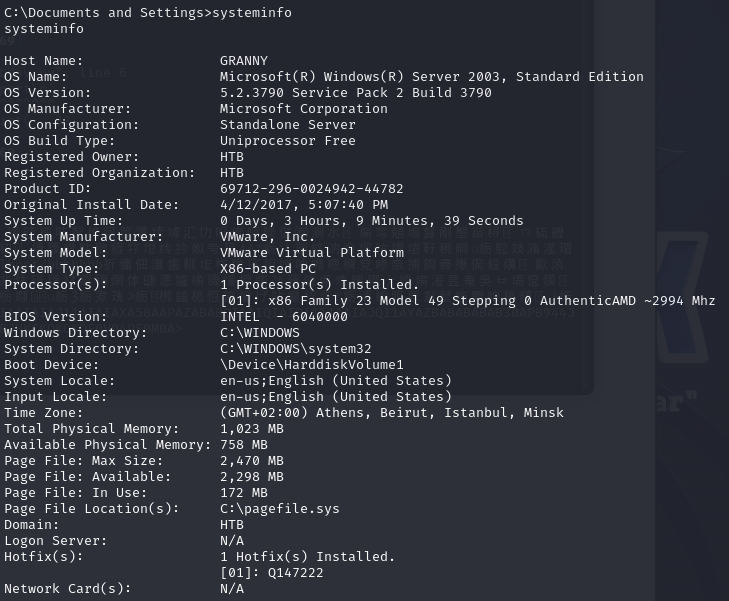 C:\Documents and Settings>systeminfo
systeminfo
Host Name: GRANNY
OS Name: Microsoft(R) Windows(R) Server 2003, Standard Edition
OS Version: 5.2.3790 Service Pack 2 Build 3790
OS Manufacturer: Microsoft Corporation
OS Configuration: Standalone Server
OS Build Type: Uniprocessor Free
Registered Owner: HTB
Registered Organization: HTB
Product ID: 69712-296-0024942-44782
Original Install Date: 4/12/2017, 5:07:40 PM
System Up Time: 0 Days, 3 Hours, 9 Minutes, 39 Seconds
System Manufacturer: VMware, Inc.
System Model: VMware Virtual Platform
System Type: X86-based PC
Processor(s): 1 Processor(s) Installed.
[01]: x86 Family 23 Model 49 Stepping 0 AuthenticAMD ~2994 Mhz
BIOS Version: INTEL - 6040000
Windows Directory: C:\WINDOWS
System Directory: C:\WINDOWS\system32
Boot Device: \Device\HarddiskVolume1
System Locale: en-us;English (United States)
Input Locale: en-us;English (United States)
Time Zone: (GMT+02:00) Athens, Beirut, Istanbul, Minsk
Total Physical Memory: 1,023 MB
Available Physical Memory: 758 MB
Page File: Max Size: 2,470 MB
Page File: Available: 2,298 MB
Page File: In Use: 172 MB
Page File Location(s): C:\pagefile.sys
Domain: HTB
Logon Server: N/A
Hotfix(s): 1 Hotfix(s) Installed.
[01]: Q147222
Network Card(s): N/A